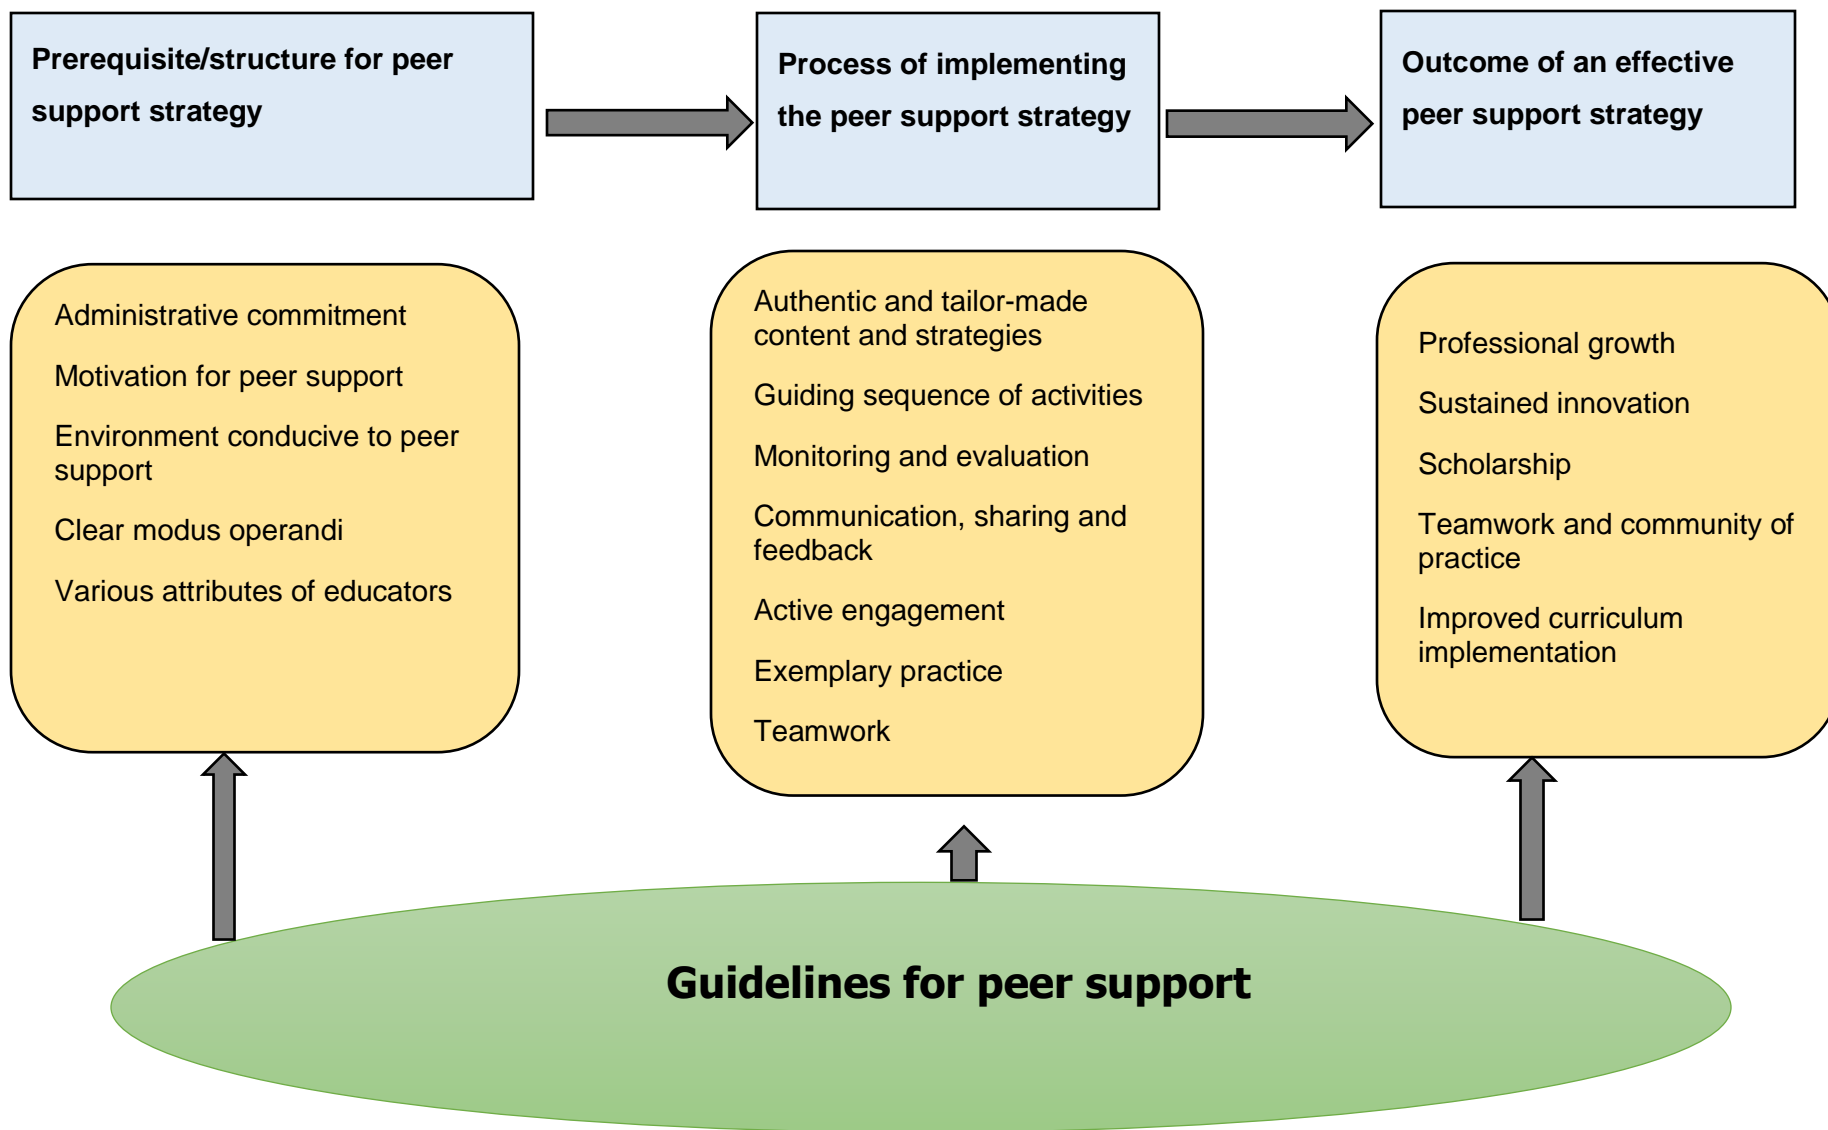 Prerequisite/structure for peer
support strategy
Process of implementing
the peer support strategy
Outcome of an effective
peer support strategy
Administrative commitment
Motivation for peer support
Environment conducive to peer
support
Clear modus operandi
Various attributes of educators
Authentic and tailor-made
content and strategies
Guiding sequence of activities
Monitoring and evaluation
Communication, sharing and
feedback
Active engagement
Exemplary practice
Teamwork
Professional growth
Sustained innovation
Scholarship
Teamwork and community of
practice
Improved curriculum
implementation
Guidelines for peer support